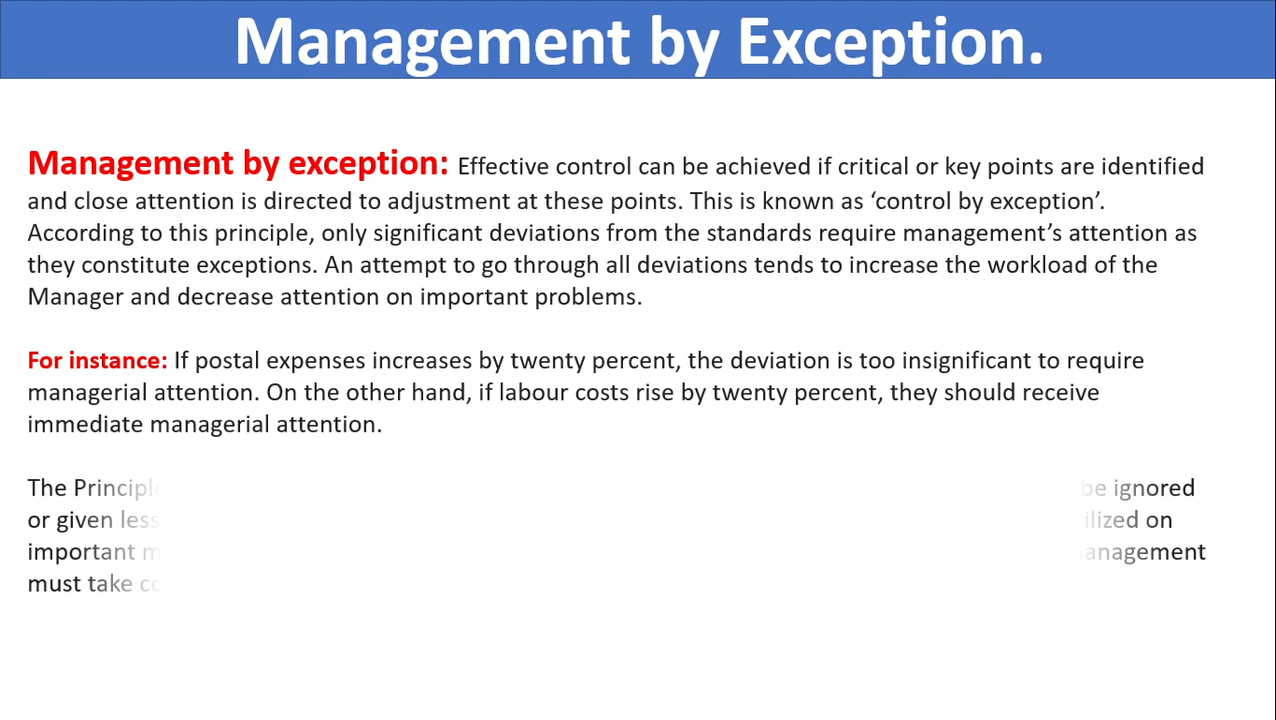 Management by Exception.
Management by exception: Effective control can be achieved if critical or key points are identified
and close attention is directed to adjustment at these points. This is known as ‘control by exception’.
According to this principle, only significant deviations from the standards require management’s attention as
they constitute exceptions. An attempt to go through all deviations tends to increase the workload of the
Manager and decrease attention on important problems.
For instance: If postal expenses increases by twenty percent, the deviation is too insignificant to require
managerial attention. On the other hand, if labour costs rise by twenty percent, they should receive
immediate managerial attention.
The be ignored
or given less on
important management
must take